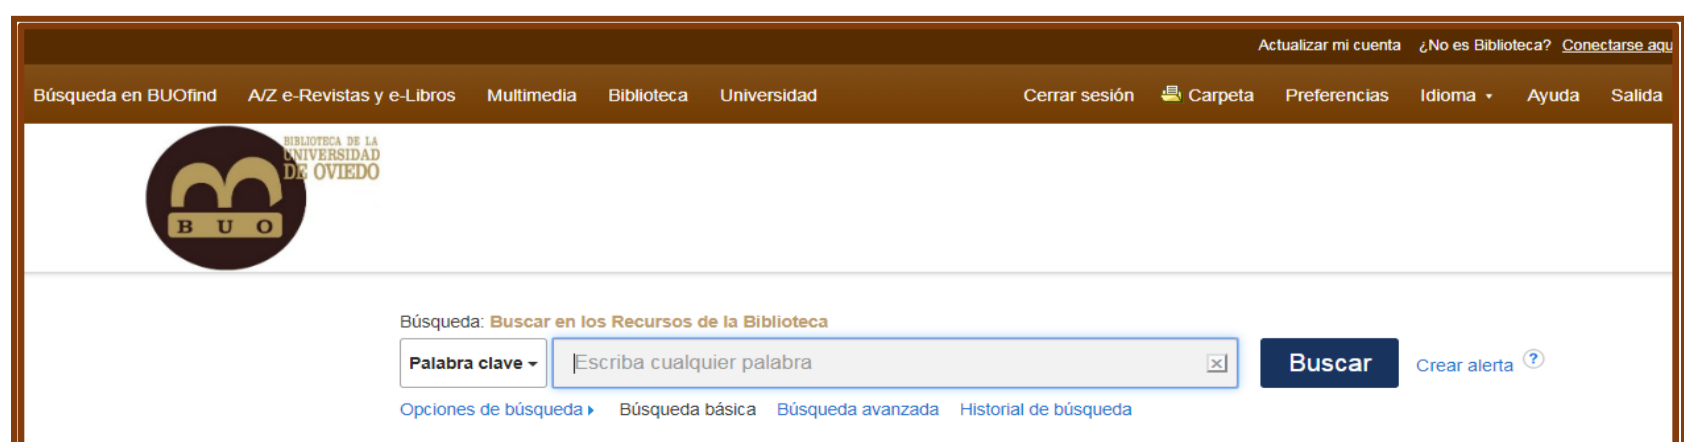 Actualizar mi cuenta ¿No es Biblioteca? Conectarse aqu
Búsqueda en BUOfind A/Z e-Revistas y e-Libros Multimedia Biblioteca Universidad Cerrar sesión Carpeta Preferencias Idioma Ayuda Salida
BIBLIOTECA DE LA
UNIVERSIDAD
DE OVIEDO
B U O
Búsqueda: Buscar en los Recursos de la Biblioteca
Palabra clave Escriba cualquier palabra Buscar Crear alerta ?
Opciones de búsqueda Búsqueda básica Búsqueda avanzada Historial de búsqueda